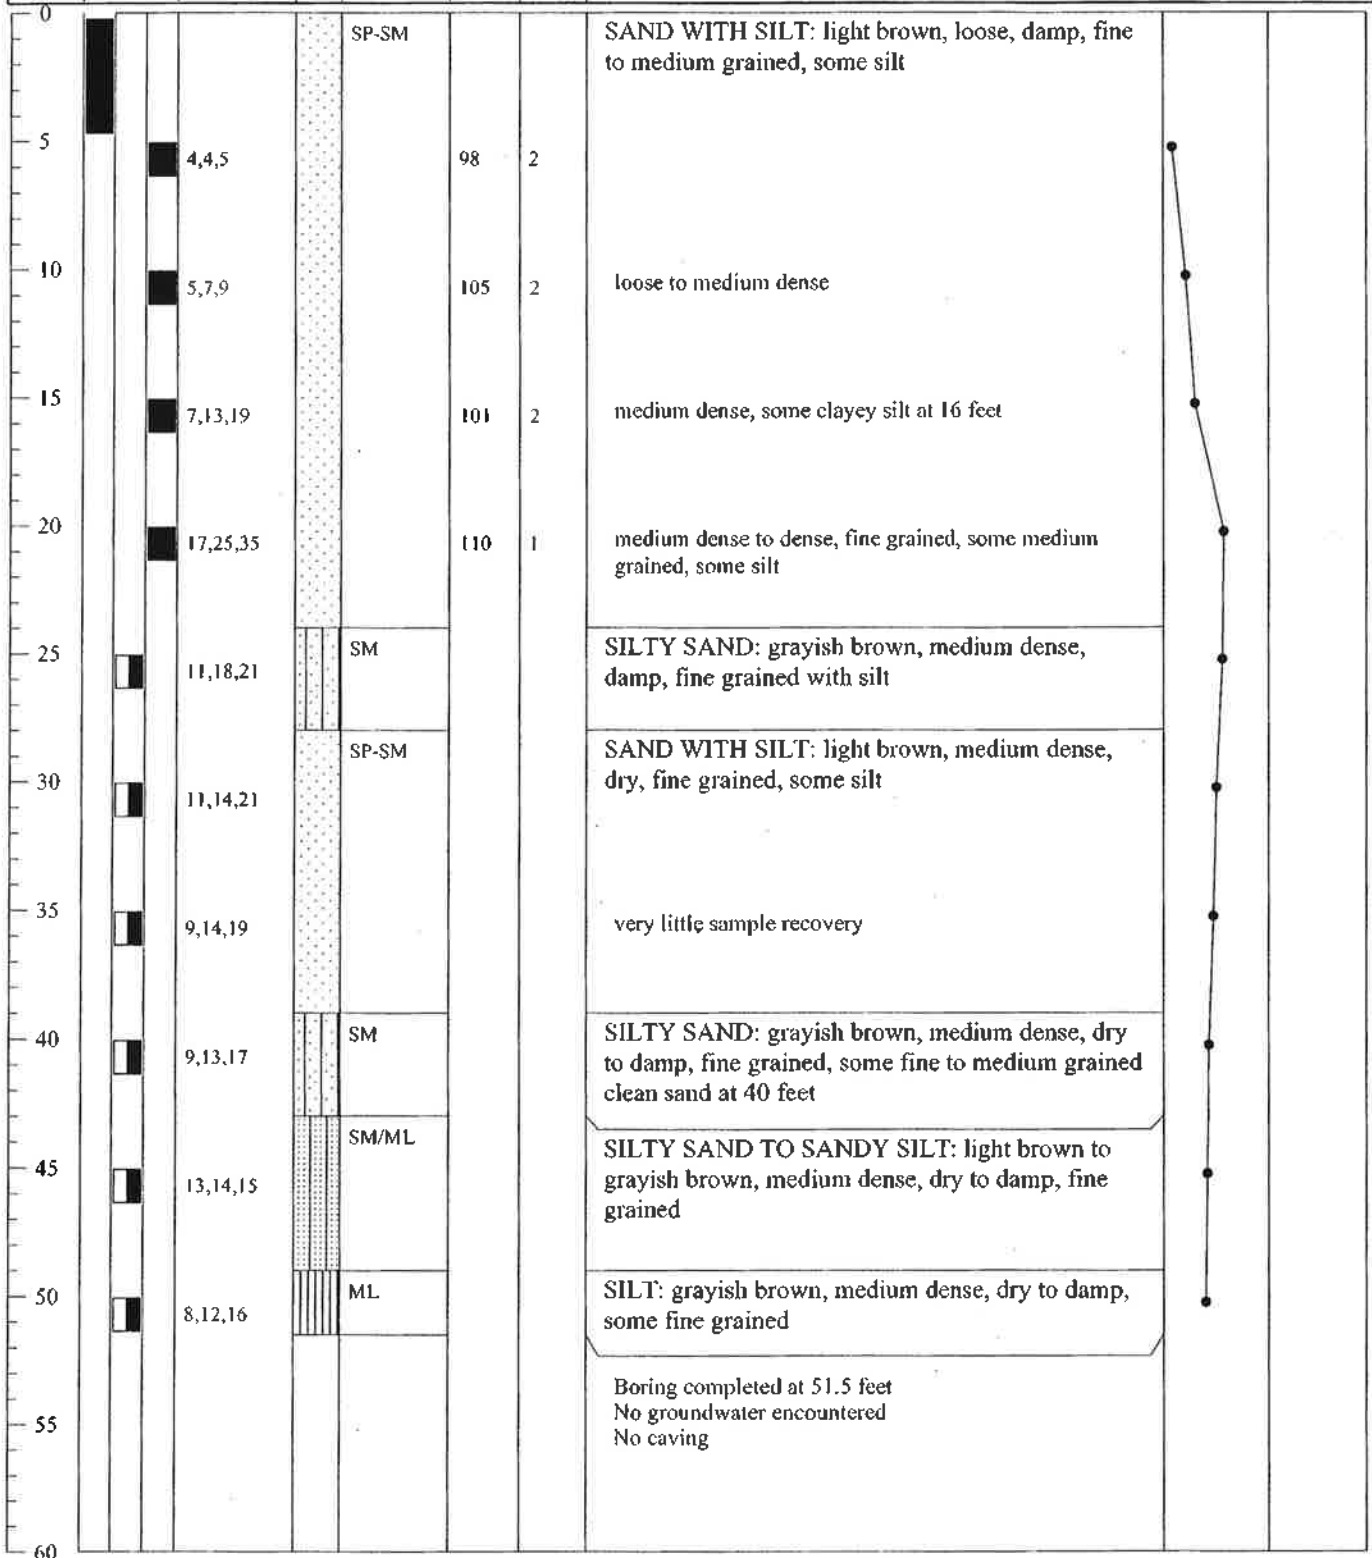 0
SP-SM
SAND WITH SILT: light brown, loose, damp, fine
to medium grained, some silt
5
4,4,5
98
2
10
5,7,9
105
2
loose to medium dense
15
7,13,19
101
2
medium dense, some clayey silt at 16 feet
20
17,25,35
110
1
medium dense to dense, fine grained, some medium
grained, some silt
SM
SILTY SAND: grayish brown, medium dense,
damp, fine grained with silt
25
11,18,21
SP-SM
SAND WITH SILT: light brown, medium dense,
dry, fine grained, some silt
30
11,14,21
35
9,14,19
very little sample recovery
SM
SILTY SAND: grayish brown, medium dense, dry
to damp, fine grained, some fine to medium grained
clean sand at 40 feet
40
9,13,17
SM/ML
SILTY SAND TO SANDY SILT: light brown to
grayish brown, medium dense, dry to damp, fine
grained
45
13,14,15
ML
SILT: grayish brown, medium dense, dry to damp,
some fine grained
50
8,12,16
Boring completed at 51.5 feet
No groundwater encountered
No caving
55
60